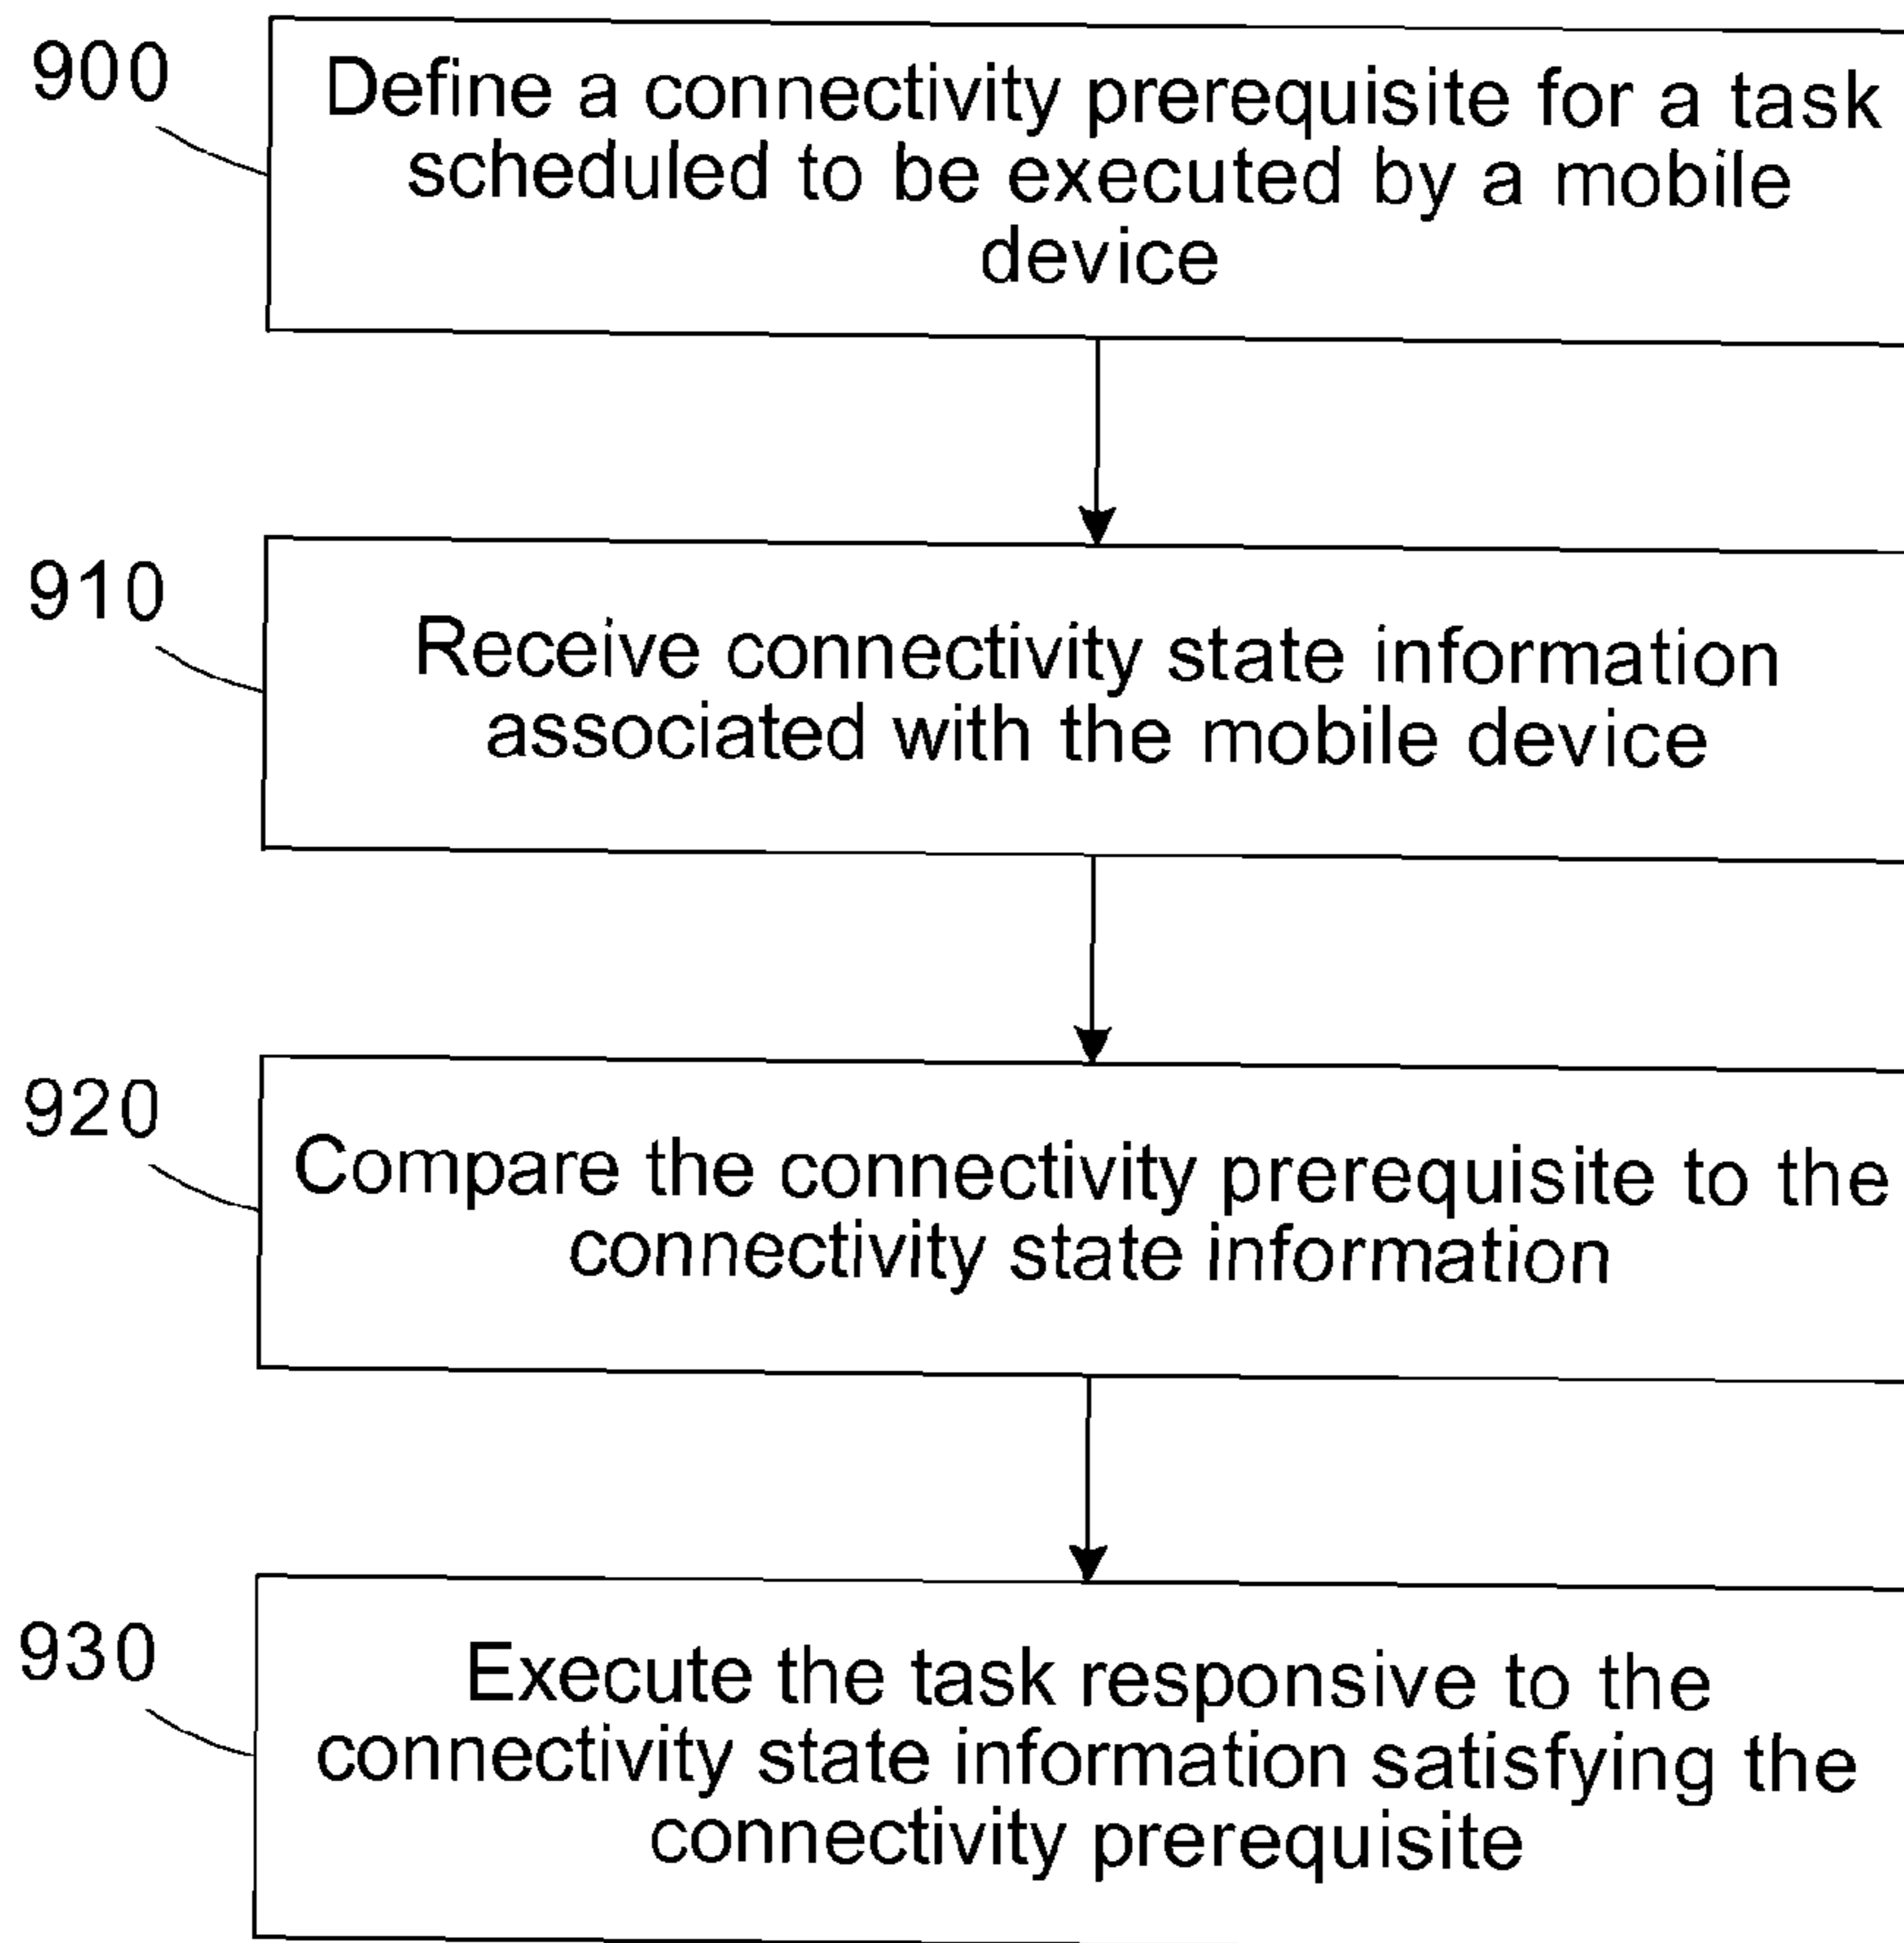 900
Define a connectivity prerequisite for a task
scheduled to be executed by a mobile
device
910
Receive connectivity state information
associated with the mobile device
920
Compare the connectivity prerequisite to the
connectivity state information
930
Execute the task responsive to the
connectivity state information satisfying the
connectivity prerequisite